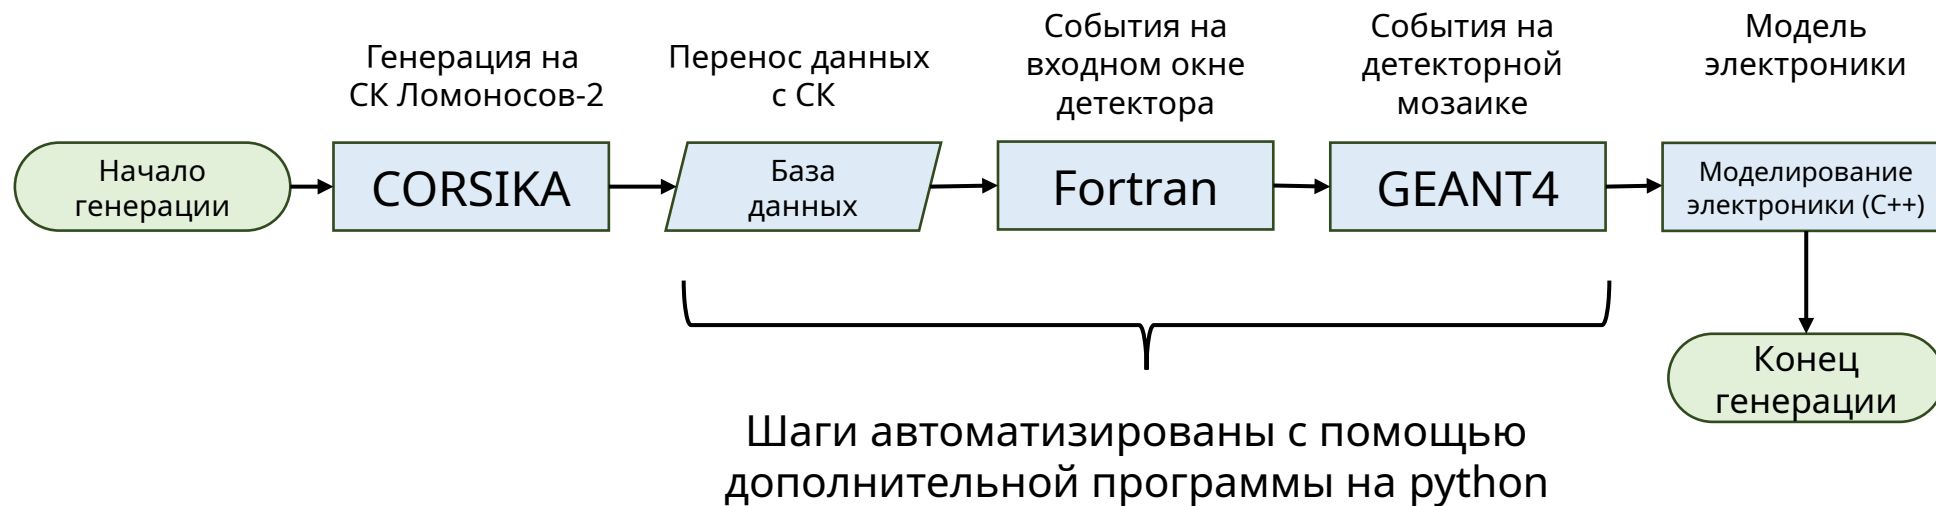 Генерация на
СК Ломоносов-2
Перенос данных
с СК
События на
входном окне
детектора
События на
детекторной
мозаике
Модель
электроники
Начало
генерации
CORSIKA
База
данных
Fortran
GEANT4
Моделирование
электроники (C++)
Конец
генерации
Шаги автоматизированы с помощью
дополнительной программы на python